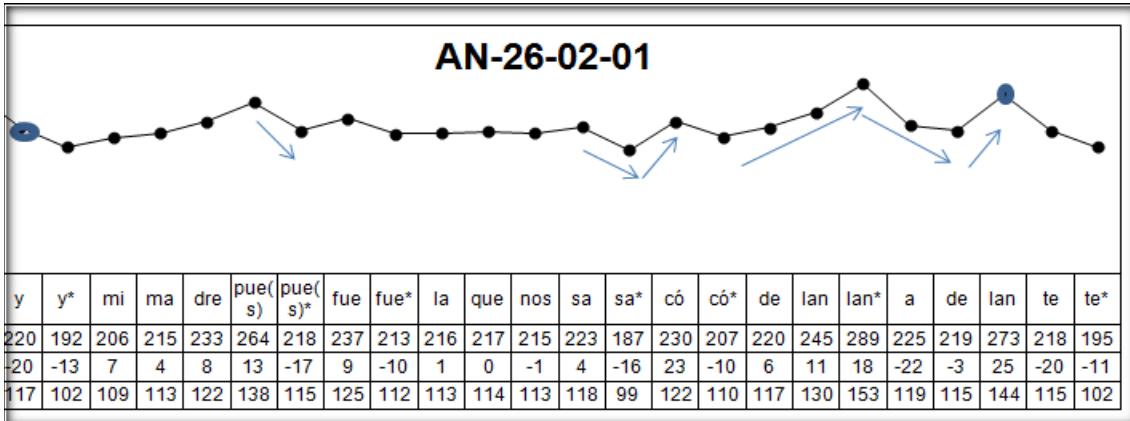 AN-26-02-01
y y* mi ma dre pue(s) pue(s)* fue fue* la que nos sa sa* có có* de lan lan* a de lan te te*
220 192 206 215 233 264 218 237 213 216 217 215 223 187 230 207 220 245 289 225 219 273 218 195
-20 -13 7 4 8 13 -17 9 -10 1 0 -1 4 -16 23 -10 6 11 18 -22 -3 25 -20 -11
117 102 109 113 122 138 115 125 112 113 114 113 118 99 122 110 117 130 153 119 115 144 115 102